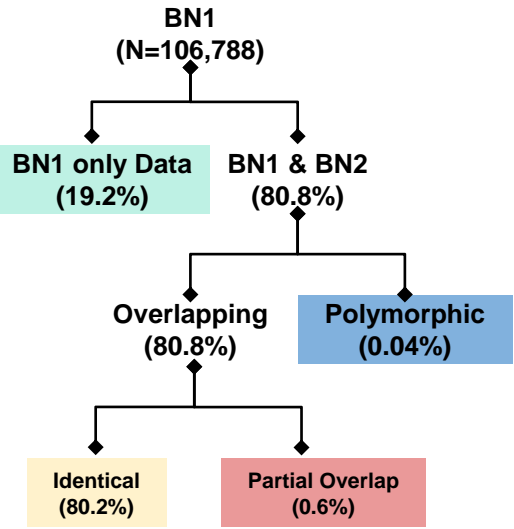 BN1
(N=106,788)
BN1 only Data
(19.2%)
BN1 & BN2
(80.8%)
Overlapping
(80.8%)
Polymorphic
(0.04%)
Identical
(80.2%)
Partial Overlap
(0.6%)